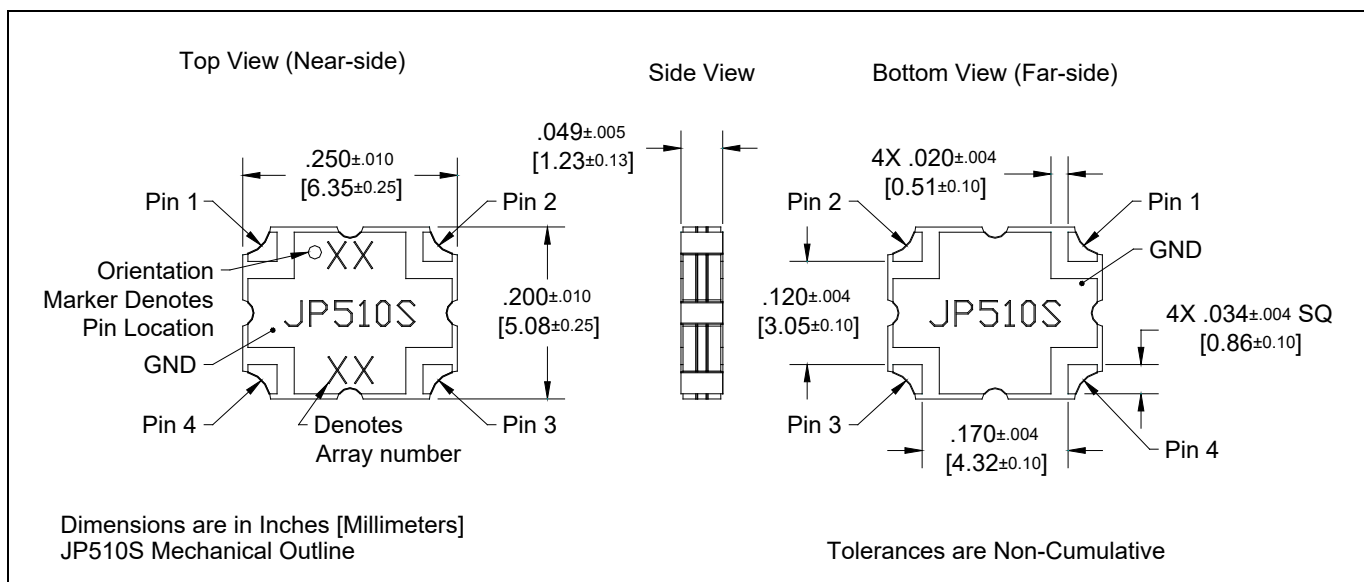 Top View (Near-side)
Side View
Bottom View (Far-side)
.250±.010
[6.35±0.25]
.049±.005
[1.23±0.13]
4X .020±.004
[0.51±0.10]
Pin 1
Pin 2
Pin 2
Pin 1
Orientation
Marker Denotes
Pin Location
XX
GND
JP510S
.200±.010
[5.08±0.25]
.120±.004
[3.05±0.10]
JP510S
4X .034±.004 SQ
[0.86±0.10]
GND
XX
Pin 4
Pin 3
Denotes
Array number
Pin 3
.170±.004
[4.32±0.10]
Pin 4
Dimensions are in Inches [Millimeters]
JP510S Mechanical Outline
Tolerances are Non-Cumulative